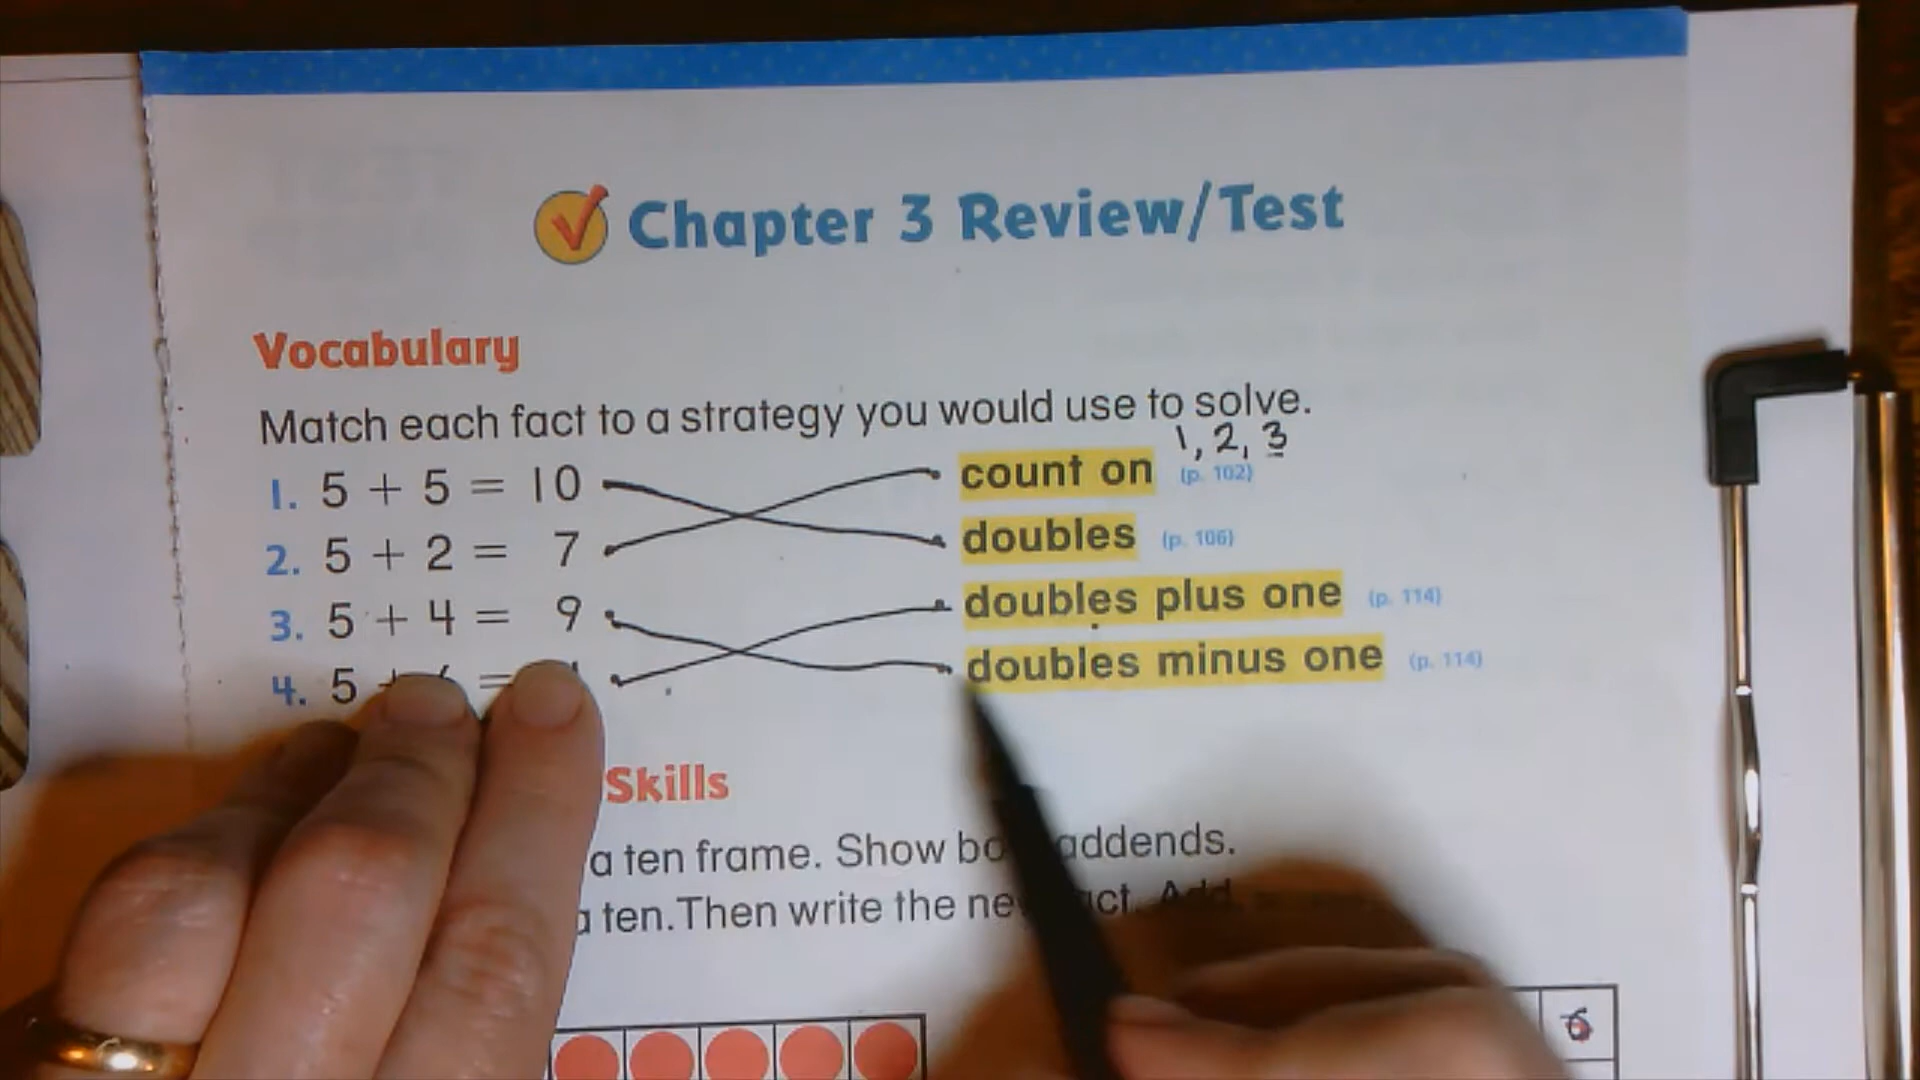 Chapter 3 Review/Test
Vocabulary
Match each fact to a strategy you would use to solve.
1, 2, 3
1. 5 + 5 = 10 count on (p. 102)
2. 5 + 2 = 7 doubles (p. 106)
3. 5 + 4 = 9 doubles plus one (p. 114)
4. 5 + = doubles minus one (p. 114)
Skills
a ten frame. Show addends.
ten. Then write the Add
6